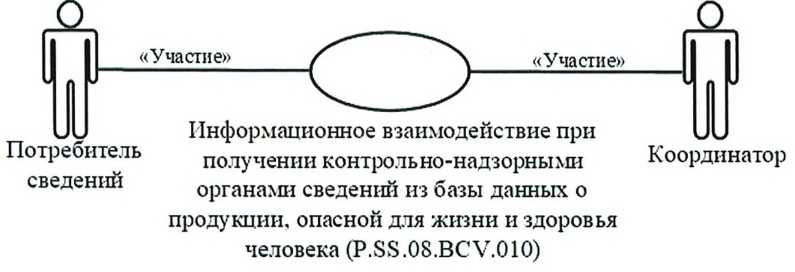 «Участие»
«Участие»
Потребитель
сведений
Информационное взаимодействие при
получении контрольно-надзорными
органами сведений из базы данных о
продукции, опасной для жизни и здоровья
человека (P.SS.08.BCV.010)
Координатор